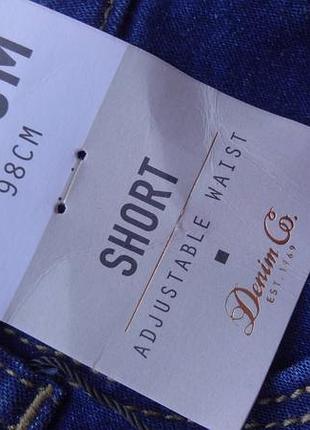 98CM
SHORT
ADJUSTABLE WAIST
Denim Co.
EST. 1969